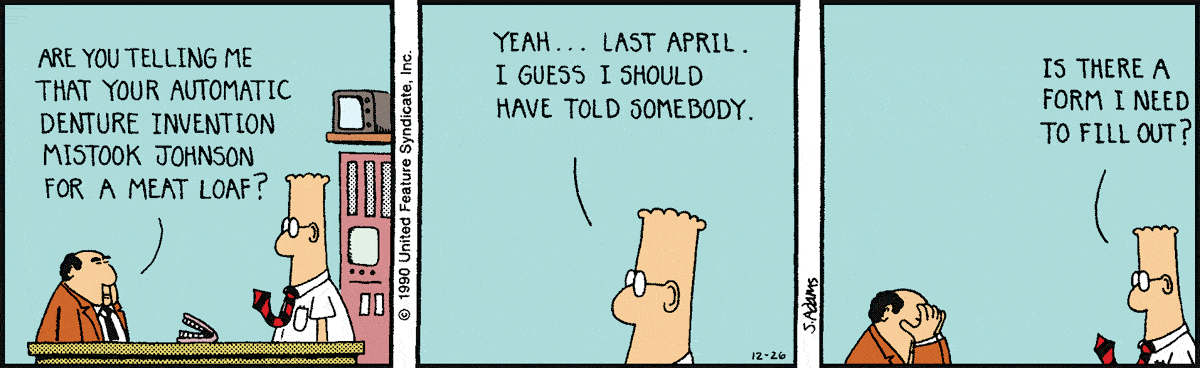 ARE YOU TELLING ME
THAT YOUR AUTOMATIC
DENTURE INVENTION
MISTOOK JOHNSON
FOR A MEAT LOAF?
© 1990 United Feature Syndicate, Inc.
YEAH... LAST APRIL.
I GUESS I SHOULD
HAVE TOLD SOMEBODY.
12-26
S.ADAMS
IS THERE A
FORM I NEED
TO FILL OUT?